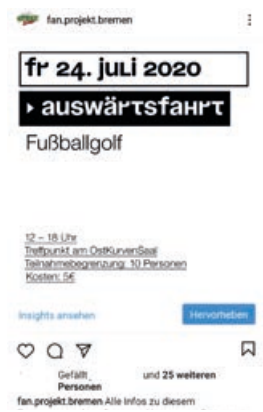 fan.projekt.bremen
fr 24. juli 2020
▸ auswärtsfahrt
Fußballgolf
12 – 18 Uhr
Treffpunkt am OstKurvenSaal
Teilnahmebegrenzung: 10 Personen
Kosten: 5€
Insights ansehen Hervorheben
Gefällt und 25 weiteren
Personen
fan.projekt.bremen Alle Infos zu diesem